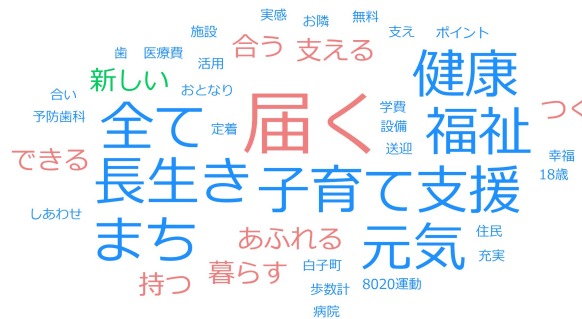 実感
お隣
無料
施設
支え
ポイント
歯
医療費
合う
支える
新しい
活用
健康
合い
おとなり
届く
学費
つく
予防歯科
全て
定着
設備
福祉
できる
送迎
幸福
長生き
子育て支援
18歳
しあわせ
まち
あふれる
元気
住民
持つ
暮らす
白子町
充実
歩数計
8020運動
病院